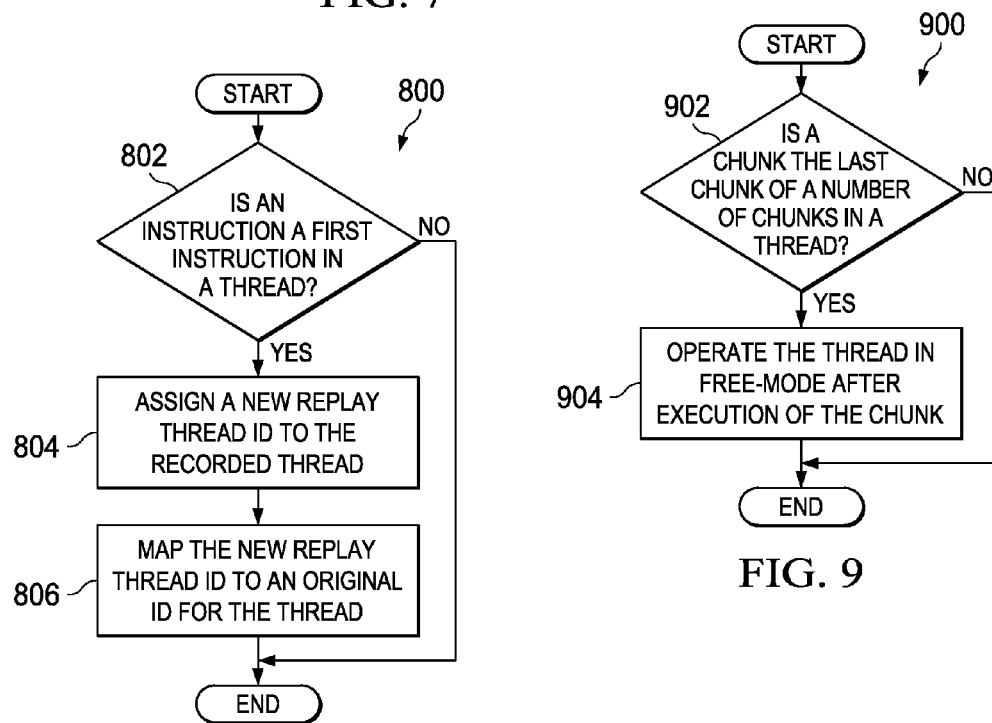 FIG. 7
START
800
802
IS AN
INSTRUCTION A FIRST
INSTRUCTION IN
A THREAD?
NO
YES
804
ASSIGN A NEW REPLAY
THREAD ID TO THE
RECORDED THREAD
806
MAP THE NEW REPLAY
THREAD ID TO AN ORIGINAL
ID FOR THE THREAD
END
START
900
902
IS A
CHUNK THE LAST
CHUNK OF A NUMBER
OF CHUNKS IN A
THREAD?
NO
YES
904
OPERATE THE THREAD IN
FREE-MODE AFTER
EXECUTION OF THE CHUNK
END
FIG. 9